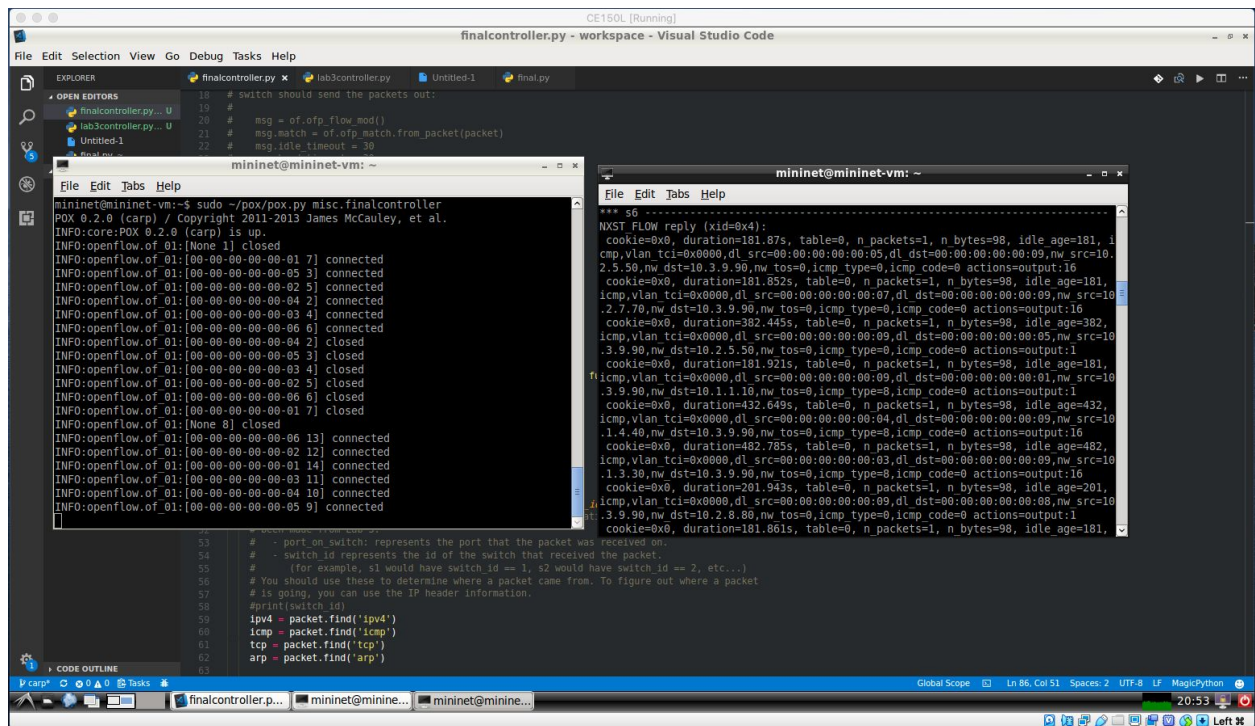 CE150L [Running]
finalcontroller.py - workspace - Visual Studio Code
File Edit Selection View Go Debug Tasks Help
EXPLORER
finalcontroller.py × lab3controller.py Untitled-1 final.py
OPEN EDITORS
finalcontroller.py... U
lab3controller.py... U
Untitled-1
final.py ~
5
18 # switch should send the packets out:
19 #
20 # msg = of.ofp_flow_mod()
21 # msg.match = of.ofp_match.from_packet(packet)
22 # msg.idle_timeout = 30
mininet@mininet-vm: ~
File Edit Tabs Help
mininet@mininet-vm:~$ sudo ~/pox/pox.py misc.finalcontroller
POX 0.2.0 (carp) / Copyright 2011-2013 James McCauley, et al.
INFO:core:POX 0.2.0 (carp) is up.
INFO:openflow.of_01:[None 1] closed
INFO:openflow.of_01:[00-00-00-00-00-01 7] connected
INFO:openflow.of_01:[00-00-00-00-00-05 3] connected
INFO:openflow.of_01:[00-00-00-00-00-02 5] connected
INFO:openflow.of_01:[00-00-00-00-00-04 2] connected
INFO:openflow.of_01:[00-00-00-00-00-03 4] connected
INFO:openflow.of_01:[00-00-00-00-00-06 6] connected
INFO:openflow.of_01:[00-00-00-00-00-04 2] closed
INFO:openflow.of_01:[00-00-00-00-00-05 3] closed
INFO:openflow.of_01:[00-00-00-00-00-03 4] closed
INFO:openflow.of_01:[00-00-00-00-00-02 5] closed
INFO:openflow.of_01:[00-00-00-00-00-06 6] closed
INFO:openflow.of_01:[00-00-00-00-00-01 7] closed
INFO:openflow.of_01:[None 8] closed
INFO:openflow.of_01:[00-00-00-00-00-06 13] connected
INFO:openflow.of_01:[00-00-00-00-00-02 12] connected
INFO:openflow.of_01:[00-00-00-00-00-01 14] connected
INFO:openflow.of_01:[00-00-00-00-00-03 11] connected
INFO:openflow.of_01:[00-00-00-00-00-04 10] connected
INFO:openflow.of_01:[00-00-00-00-00-05 9] connected
mininet@mininet-vm: ~
File Edit Tabs Help
*** s6 ------------------------------------------------------------------------
NXST_FLOW reply (xid=0x4):
cookie=0x0, duration=181.87s, table=0, n_packets=1, n_bytes=98, idle_age=181, i
cmp,vlan_tci=0x0000,dl_src=00:00:00:00:00:05,dl_dst=00:00:00:00:00:09,nw_src=10.
2.5.50,nw_dst=10.3.9.90,nw_tos=0,icmp_type=0,icmp_code=0 actions=output:16
cookie=0x0, duration=181.852s, table=0, n_packets=1, n_bytes=98, idle_age=181,
icmp,vlan_tci=0x0000,dl_src=00:00:00:00:00:07,dl_dst=00:00:00:00:00:09,nw_src=10
.2.7.70,nw_dst=10.3.9.90,nw_tos=0,icmp_type=0,icmp_code=0 actions=output:16
cookie=0x0, duration=382.445s, table=0, n_packets=1, n_bytes=98, idle_age=382,
icmp,vlan_tci=0x0000,dl_src=00:00:00:00:00:09,dl_dst=00:00:00:00:00:05,nw_src=10
.3.9.90,nw_dst=10.2.5.50,nw_tos=0,icmp_type=0,icmp_code=0 actions=output:1
cookie=0x0, duration=181.921s, table=0, n_packets=1, n_bytes=98, idle_age=181,
icmp,vlan_tci=0x0000,dl_src=00:00:00:00:00:09,dl_dst=00:00:00:00:00:01,nw_src=10
.3.9.90,nw_dst=10.1.1.10,nw_tos=0,icmp_type=8,icmp_code=0 actions=output:1
cookie=0x0, duration=432.649s, table=0, n_packets=1, n_bytes=98, idle_age=432,
icmp,vlan_tci=0x0000,dl_src=00:00:00:00:00:04,dl_dst=00:00:00:00:00:09,nw_src=10
.1.4.40,nw_dst=10.3.9.90,nw_tos=0,icmp_type=8,icmp_code=0 actions=output:16
cookie=0x0, duration=482.785s, table=0, n_packets=1, n_bytes=98, idle_age=482,
icmp,vlan_tci=0x0000,dl_src=00:00:00:00:00:03,dl_dst=00:00:00:00:00:09,nw_src=10
.1.3.30,nw_dst=10.3.9.90,nw_tos=0,icmp_type=8,icmp_code=0 actions=output:16
cookie=0x0, duration=201.943s, table=0, n_packets=1, n_bytes=98, idle_age=201,
icmp,vlan_tci=0x0000,dl_src=00:00:00:00:00:09,dl_dst=00:00:00:00:00:08,nw_src=10
.3.9.90,nw_dst=10.2.8.80,nw_tos=0,icmp_type=8,icmp_code=0 actions=output:1
cookie=0x0, duration=181.861s, table=0, n_packets=1, n_bytes=98, idle_age=181,
53 # - port_on_switch: represents the port that the packet was received on.
54 # - switch_id represents the id of the switch that received the packet.
55 # (for example, s1 would have switch_id == 1, s2 would have switch_id == 2, etc...)
56 # You should use these to determine where a packet came from. To figure out where a packet
57 # is going, you can use the IP header information.
58 #print(switch_id)
59 ipv4 = packet.find('ipv4')
60 icmp = packet.find('icmp')
61 tcp = packet.find('tcp')
62 arp = packet.find('arp')
63
1
CODE OUTLINE
carp* 0 0 Tasks
Global Scope Ln 86, Col 51 Spaces: 2 UTF-8 LF MagicPython
finalcontroller.p... mininet@minine... mininet@minine...
20:53
Left ⌘